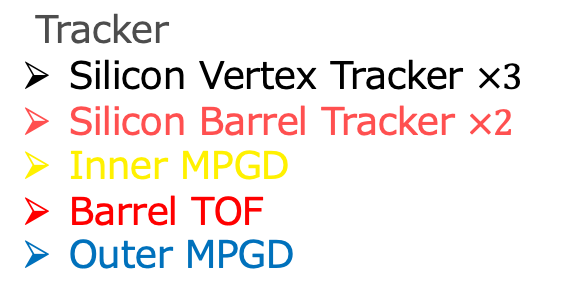 Tracker
➢ Silicon Vertex Tracker ×3
➢ Silicon Barrel Tracker ×2
➢ Inner MPGD
➢ Barrel TOF
➢ Outer MPGD